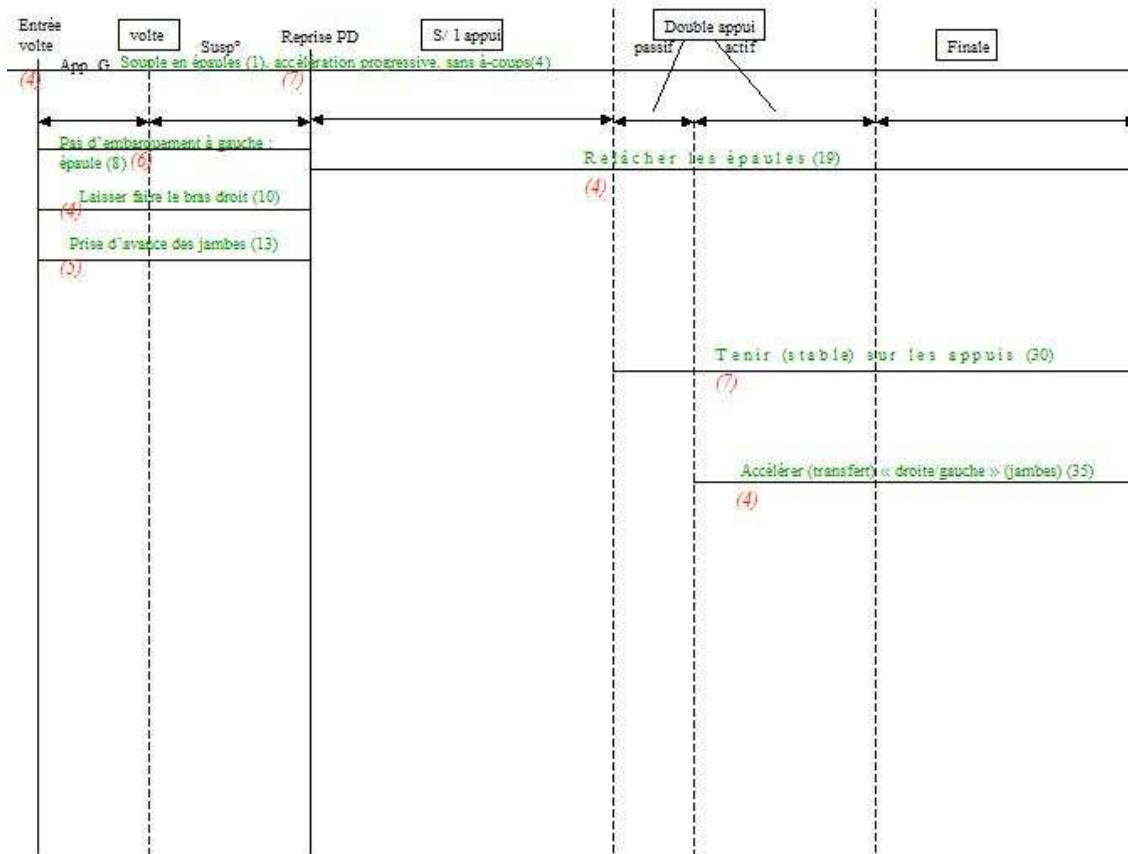 Entrée
volte
volte
Susp°
Reprise PD
S/ 1 appui
Double appui
passif
actif
Finale
App G
Souple en épaules (1), accélération progressive, sans à-coups(4)
(4)
(7)
Pas d'embarquement à gauche :
épaule (8)
(6)
Relâcher les épaules (19)
(4)
Laisser faire le bras droit (10)
(4)
Prise d'avance des jambes (13)
(5)
Tenir (stable) sur les appuis (30)
(7)
Accélérer (transfert) « droite/gauche » (jambes) (35)
(4)